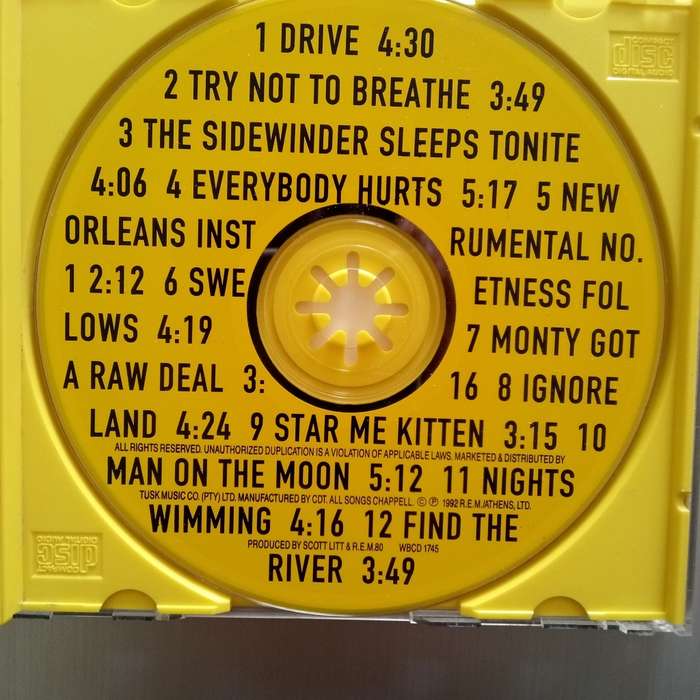 1 DRIVE 4:30
2 TRY NOT TO BREATHE 3:49
3 THE SIDEWINDER SLEEPS TONITE
4:06 4 EVERYBODY HURTS 5:17 5 NEW
ORLEANS INST RUMENTAL NO.
1 2:12 6 SWE ETNESS FOL
LOWS 4:19 7 MONTY GOT
A RAW DEAL 3: 16 8 IGNORE
LAND 4:24 9 STAR ME KITTEN 3:15 10
ALL RIGHTS RESERVED. UNAUTHORIZED DUPLICATION IS A VIOLATION OF APPLICABLE LAWS. MARKETED & DISTRIBUTED BY
MAN ON THE MOON 5:12 11 NIGHTS
TUSK MUSIC CO. (PTY) LTD. MANUFACTURED BY CDT. ALL SONGS CHAPPELL. © ℗ 1992 R.E.M./ATHENS, LTD.
WIMMING 4:16 12 FIND THE
PRODUCED BY SCOTT LITT & R.E.M.80 WBCD 1745
RIVER 3:49
COMPACT
disc
DIGITAL AUDIO
COMPACT
disc
DIGITAL AUDIO